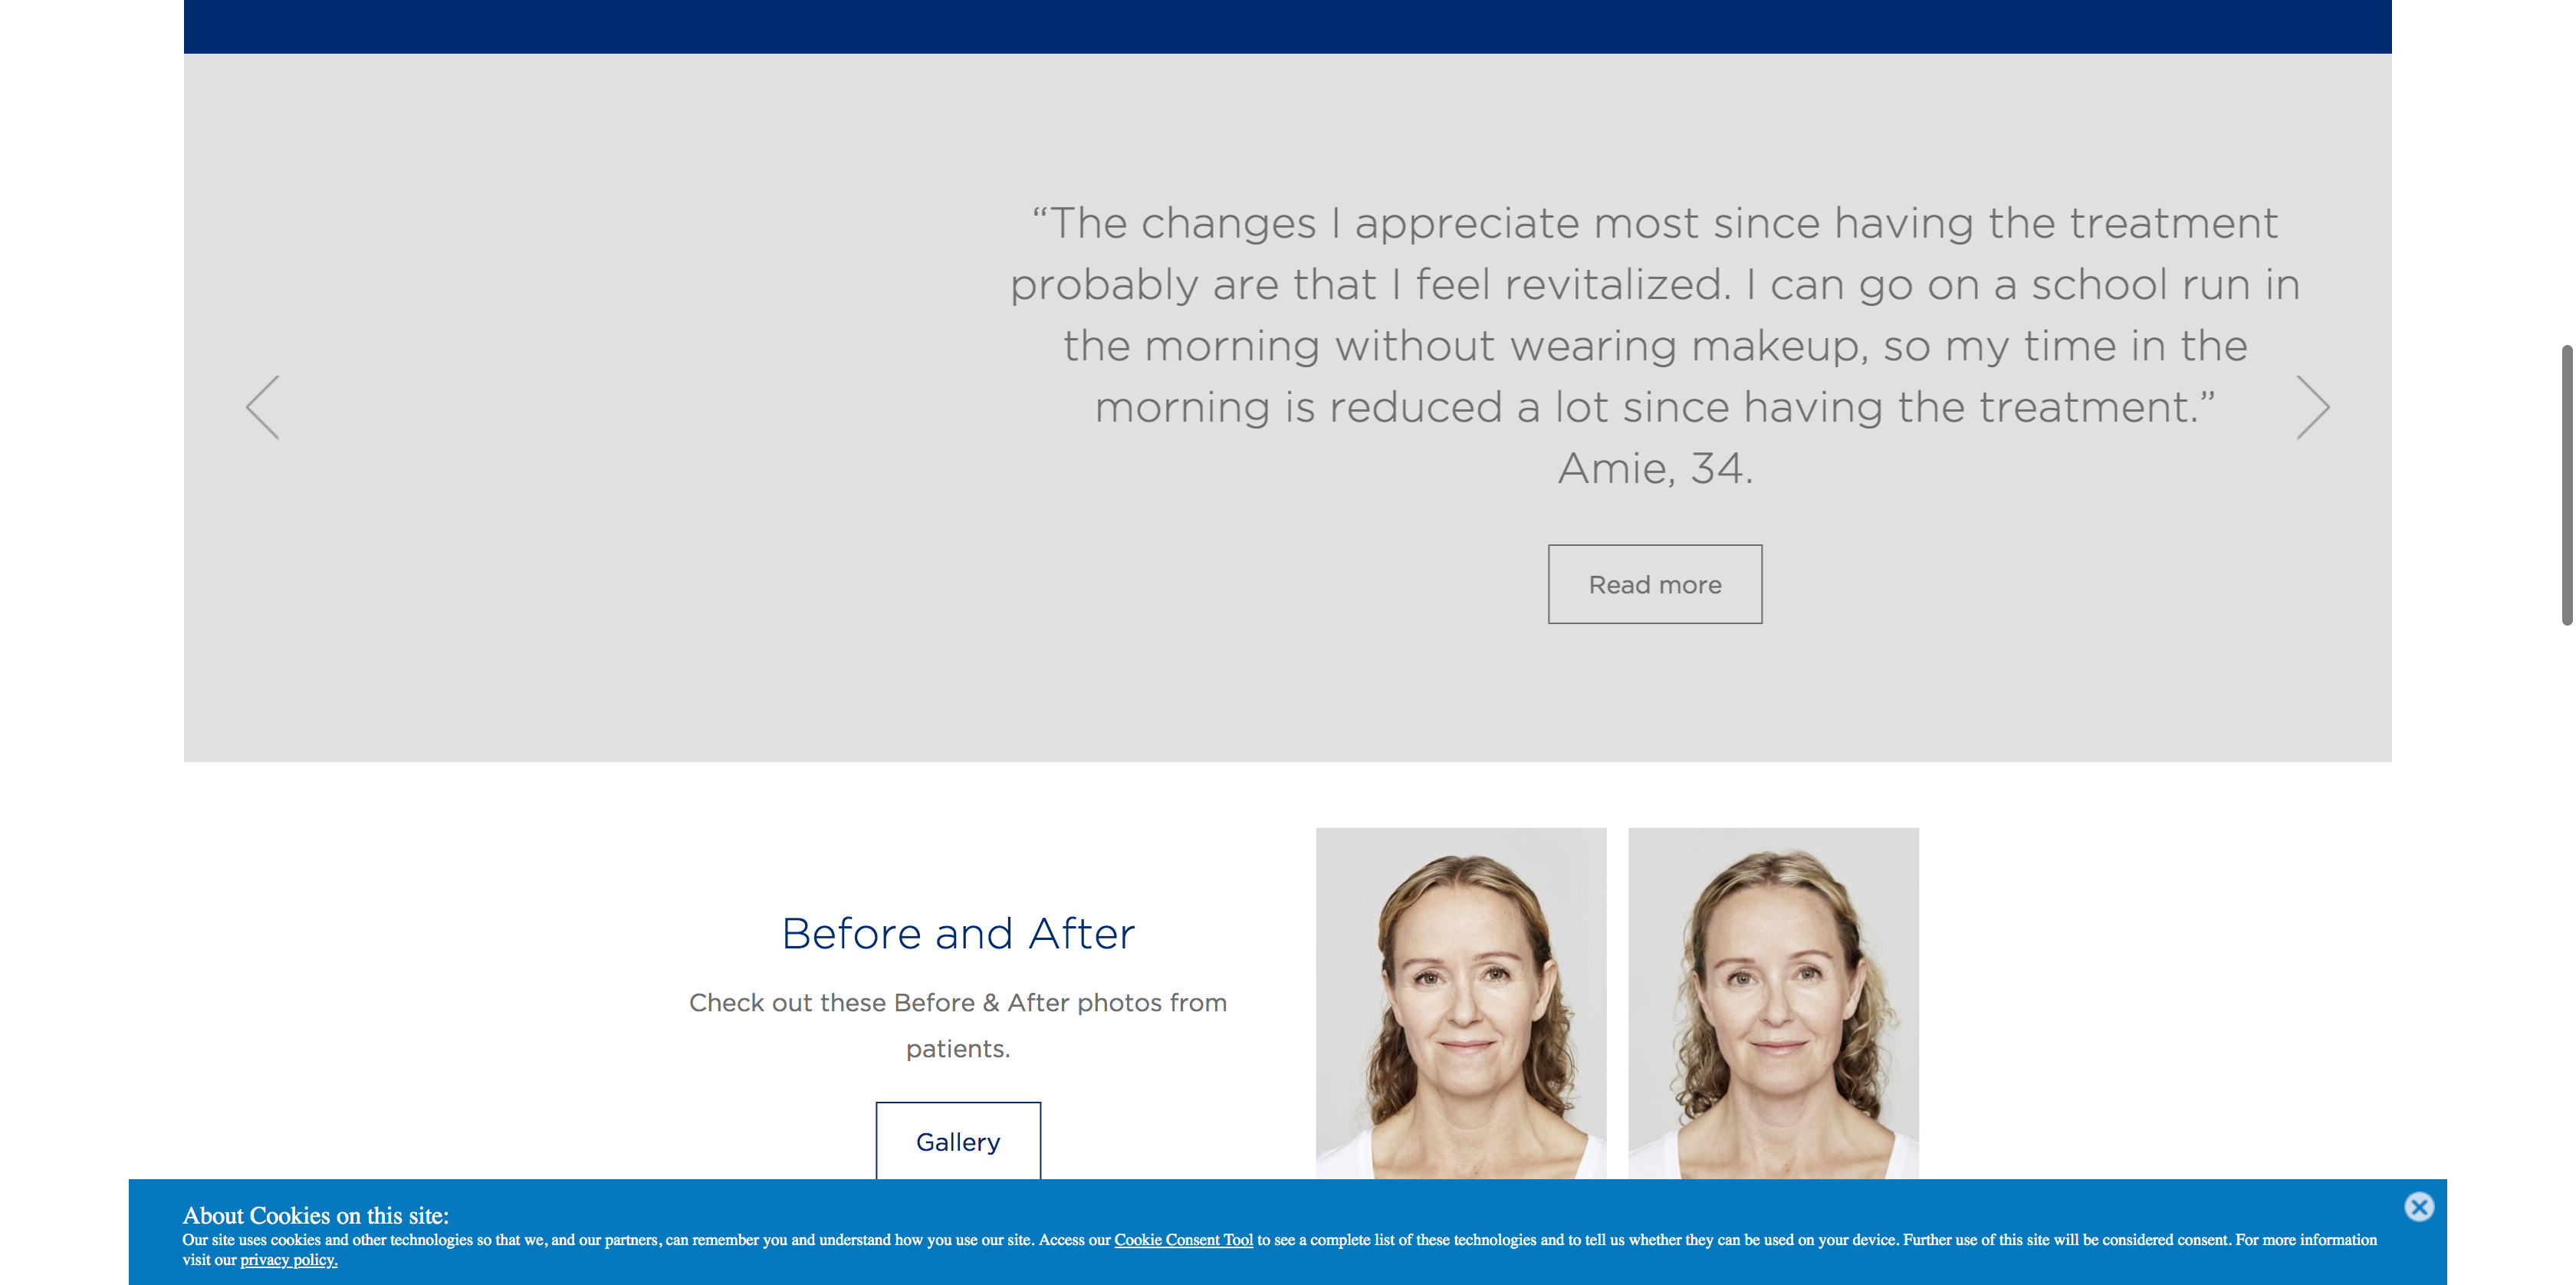 “The changes I appreciate most since having the treatment
probably are that I feel revitalized. I can go on a school run in
the morning without wearing makeup, so my time in the
morning is reduced a lot since having the treatment.”
Amie, 34.
Read more
Before and After
Check out these Before & After photos from
patients.
Gallery
About Cookies on this site:
Our site uses cookies and other technologies so that we, and our partners, can remember you and understand how you use our site. Access our Cookie Consent Tool to see a complete list of these technologies and to tell us whether they can be used on your device. Further use of this site will be considered consent. For more information
visit our privacy policy.